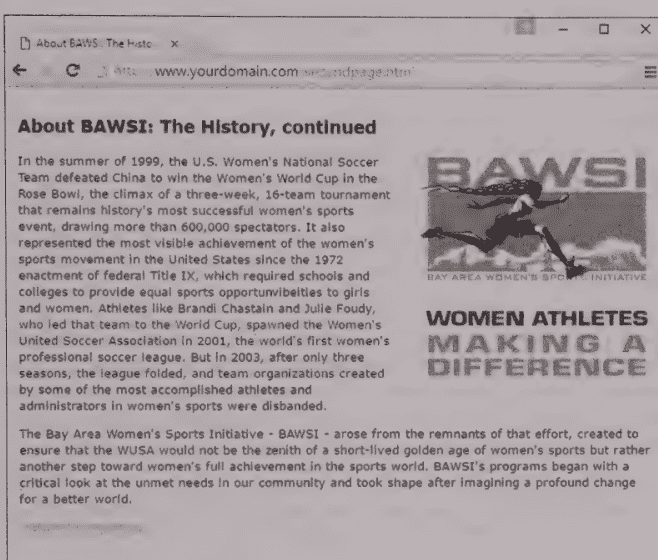 About BAWS The Histo
www.yourdomain.com
About BAWSI: The History, continued
In the summer of 1999, the U.S. Women's National Soccer
Team defeated China to win the Women's World Cup in the
Rose Bowl, the climax of a three-week, 16-team tournament
that remains history's most successful women's sports
event, drawing more than 600,000 spectators. It also
represented the most visible achievement of the women's
sports movement in the United States since the 1972
enactment of federal Title IX, which required schools and
colleges to provide equal sports opportunvibeities to girls
and women. Athletes like Brandi Chastain and Julie Foudy,
who led that team to the World Cup, spawned the Women's
United Soccer Association in 2001, the world's first women's
professional soccer league. But in 2003, after only three
seasons, the league folded, and team organizations created
by some of the most accomplished athletes and
administrators in women's sports were disbanded.
BAWSI
BAY AREA WOMEN'S SPORTS INITIATIVE
WOMEN ATHLETES
MAKING A
DIFFERENCE
The Bay Area Women's Sports Initiative - BAWSI - arose from the remnants of that effort, created to
ensure that the WUSA would not be the zenith of a short-lived golden age of women's sports but rather
another step toward women's full achievement in the sports world. BAWSI's programs began with a
critical look at the unmet needs in our community and took shape after imagining a profound change
for a better world.